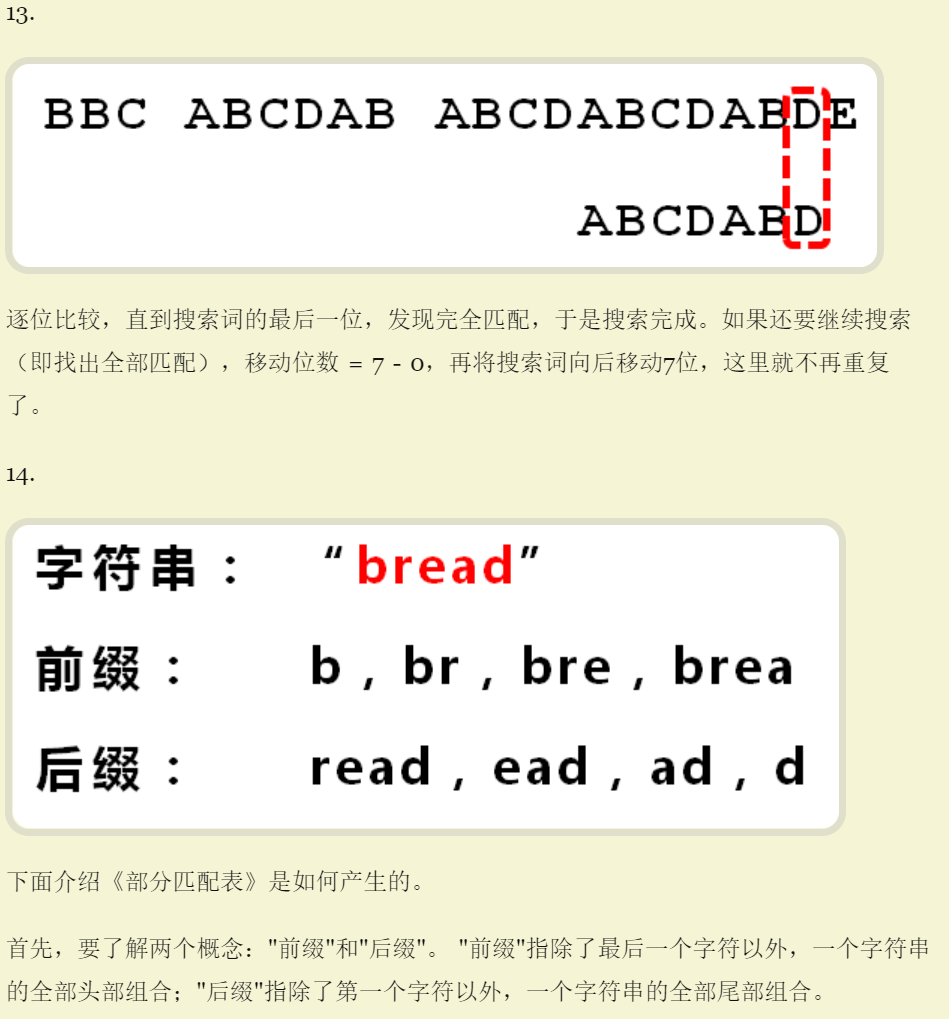 13.
BBC ABCDAB ABCDABCDABDE
ABCDABD
逐位比较，直到搜索词的最后一位，发现完全匹配，于是搜索完成。如果还要继续搜索
（即找出全部匹配），移动位数 = 7 - 0，再将搜索词向后移动7位，这里就不再重复
了。
14.
字符串： “bread”
前缀： b , br , bre , brea
后缀： read , ead , ad , d
下面介绍《部分匹配表》是如何产生的。
首先，要了解两个概念："前缀"和"后缀"。 "前缀"指除了最后一个字符以外，一个字符串
的全部头部组合；"后缀"指除了第一个字符以外，一个字符串的全部尾部组合。